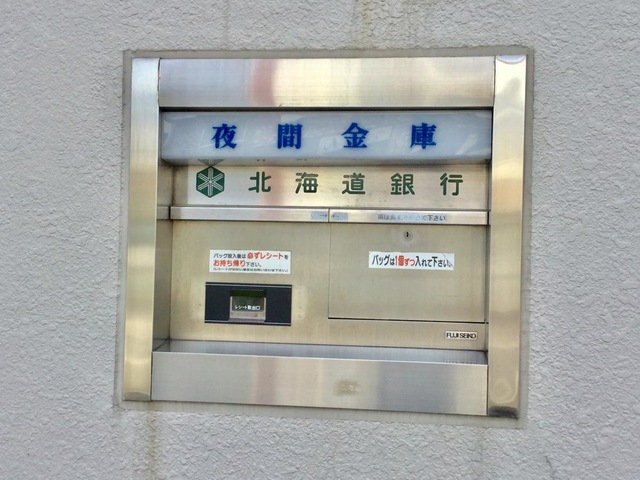 夜間金庫
北海道銀行
バッグ投入後は必ずレシートを
お持ち帰り下さい。
バッグは1個ずつ入れて下さい。
レシート取出口
FUJI SEIKO